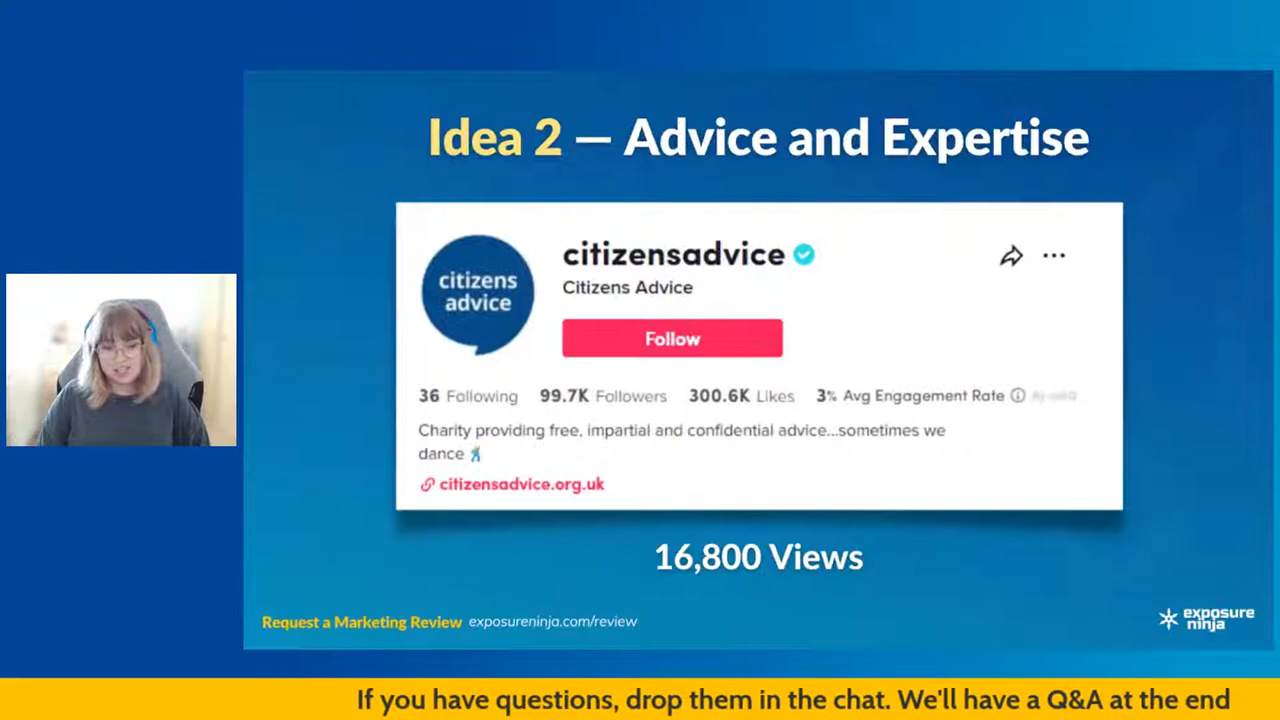 Idea 2 — Advice and Expertise
citizens
advice
citizensadvice
Citizens Advice
Follow
36 Following 99.7K Followers 300.6K Likes 3% Avg Engagement Rate
Charity providing free, impartial and confidential advice...sometimes we
dance
citizensadvice.org.uk
16,800 Views
Request a Marketing Review exposureninja.com/review
exposure
ninja
If you have questions, drop them in the chat. We'll have a Q&A at the end